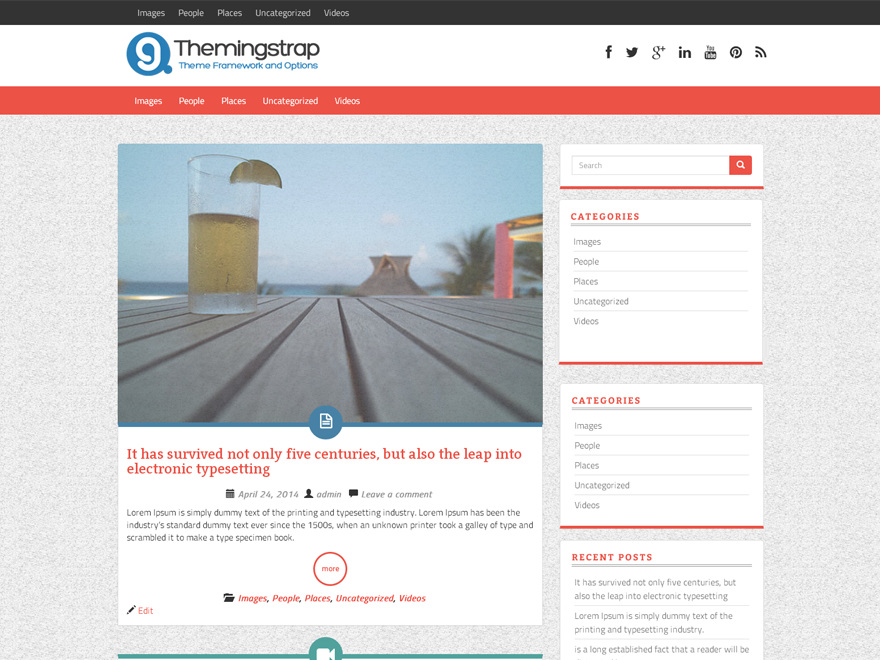 Images People Places Uncategorized Videos
Themingstrap
Theme Framework and Options
You Tube
Images People Places Uncategorized Videos
Search
CATEGORIES
Images
People
Places
Uncategorized
Videos
CATEGORIES
Images
People
Places
Uncategorized
Videos
It has survived not only five centuries, but also the leap into
electronic typesetting
April 24, 2014 admin Leave a comment
Lorem Ipsum is simply dummy text of the printing and typesetting industry. Lorem Ipsum has been the
industry's standard dummy text ever since the 1500s, when an unknown printer took a galley of type and
scrambled it to make a type specimen book.
more
Images, People, Places, Uncategorized, Videos
Edit
RECENT POSTS
It has survived not only five centuries, but
also the leap into electronic typesetting
Lorem Ipsum is simply dummy text of the
printing and typesetting industry.
is a long established fact that a reader will be